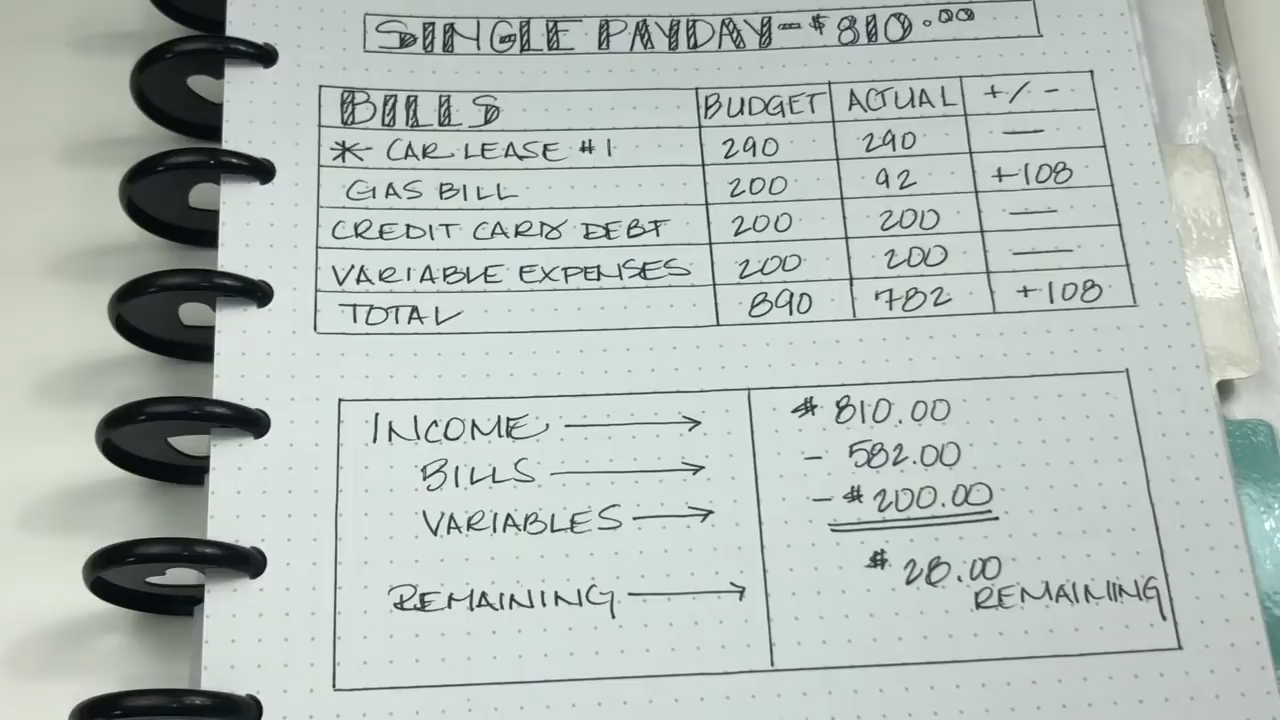 SINGLE PAYDAY - $810.00
BILLS BUDGET ACTUAL +/-
* CAR LEASE #1 290 290 —
GAS BILL 200 92 +108
CREDIT CARD DEBT 200 200 —
VARIABLE EXPENSES 200 200 —
TOTAL 890 782 +108
INCOME → $810.00
BILLS → - 582.00
VARIABLES → - $200.00
REMAINING → $28.00
REMAINING